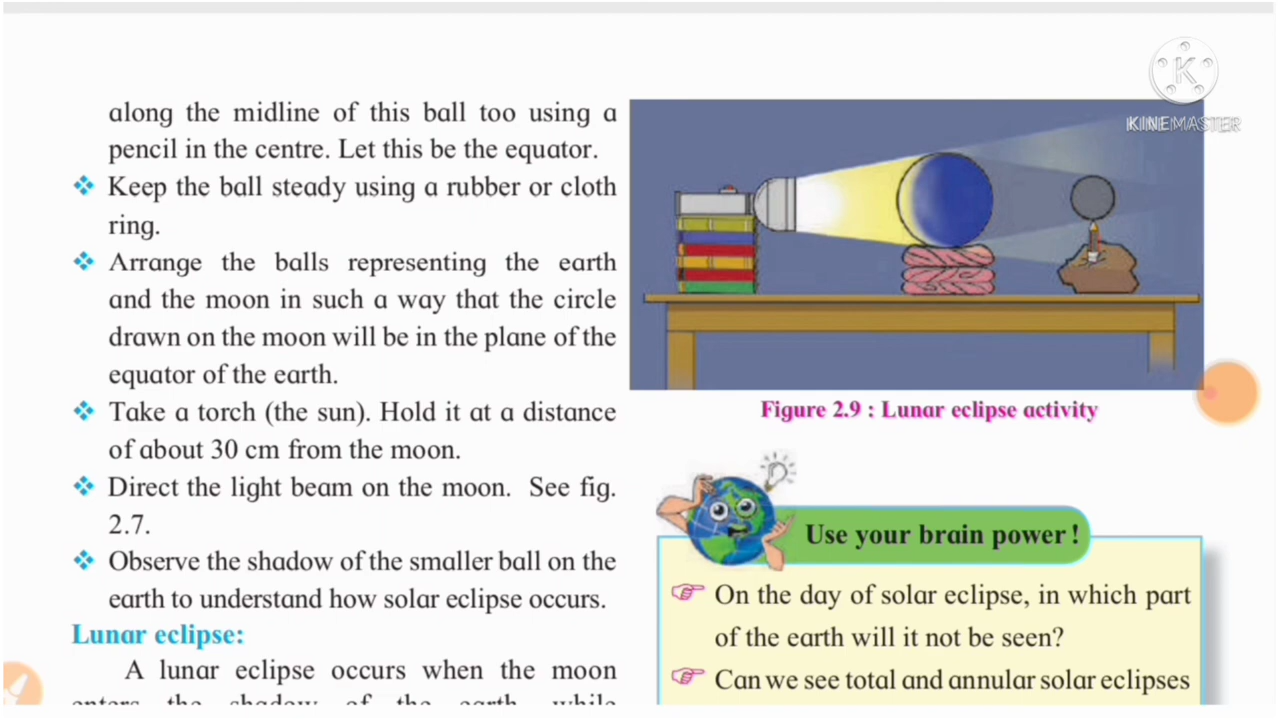 along the midline of this ball too using a
pencil in the centre. Let this be the equator.
Keep the ball steady using a rubber or cloth
ring.
Arrange the balls representing the earth
and the moon in such a way that the circle
drawn on the moon will be in the plane of the
equator of the earth.
Take a torch (the sun). Hold it at a distance
of about 30 cm from the moon.
Direct the light beam on the moon. See fig.
2.7.
Observe the shadow of the smaller ball on the
earth to understand how solar eclipse occurs.
Lunar eclipse:
A lunar eclipse occurs when the moon
enters the shadow of the earth while
K
KINEMASTER
Figure 2.9 : Lunar eclipse activity
Use your brain power !
On the day of solar eclipse, in which part
of the earth will it not be seen?
Can we see total and annular solar eclipses